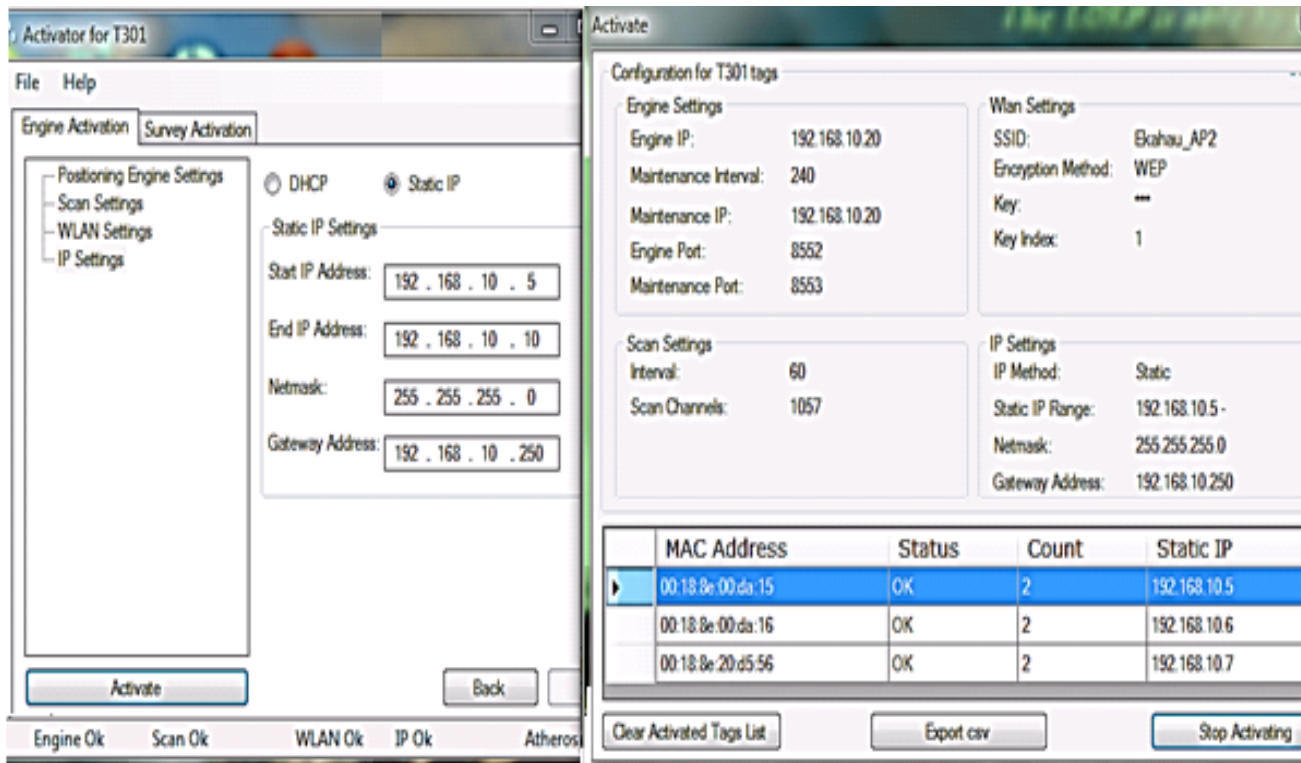 Activator for T301
File Help
Engine Activation Survey Activation
Positioning Engine Settings
Scan Settings
WLAN Settings
IP Settings
DHCP Static IP
Static IP Settings
Start IP Address: 192 . 168 . 10 . 5
End IP Address: 192 . 168 . 10 . 10
Netmask: 255 . 255 . 255 . 0
Gateway Address: 192 . 168 . 10 . 250
Activate Back
Engine Ok Scan Ok WLAN Ok IP Ok Atheros
Activate
Configuration for T301 tags
Engine Settings
Engine IP: 192.168.10.20
Maintenance Interval: 240
Maintenance IP: 192.168.10.20
Engine Port: 8552
Maintenance Port: 8553
Wlan Settings
SSID: Ekahau_AP2
Encryption Method: WEP
Key: ***
Key Index: 1
Scan Settings
Interval: 60
Scan Channels: 1057
IP Settings
IP Method: Static
Static IP Range: 192.168.10.5 -
Netmask: 255.255.255.0
Gateway Address: 192.168.10.250
MAC Address Status Count Static IP
00:18:8e:00:da:15 OK 2 192.168.10.5
00:18:8e:00:da:16 OK 2 192.168.10.6
00:18:8e:20:d5:56 OK 2 192.168.10.7
Clear Activated Tags List Export csv Stop Activating